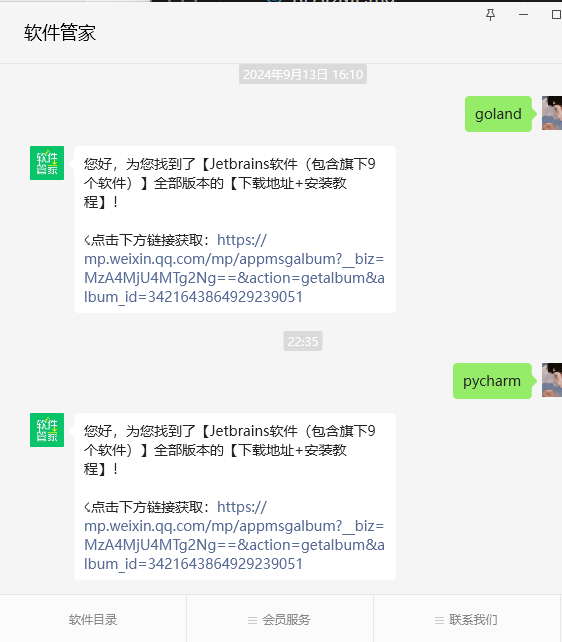 软件管家
2024年9月13日 16:10
goland
软件
管家
您好，为您找到了【Jetbrains软件（包含旗下9
个软件）】全部版本的【下载地址+安装教
程】！
点击下方链接获取：https://
mp.weixin.qq.com/mp/appmsgalbum?__biz=
MzA4MjU4MTg2Ng==&action=getalbum&a
lbum_id=3421643864929239051
22:35
pycharm
软件
管家
您好，为您找到了【Jetbrains软件（包含旗下9
个软件）】全部版本的【下载地址+安装教
程】！
点击下方链接获取：https://
mp.weixin.qq.com/mp/appmsgalbum?__biz=
MzA4MjU4MTg2Ng==&action=getalbum&a
lbum_id=3421643864929239051
软件目录
会员服务
联系我们